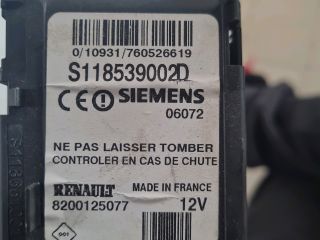 0/10931/760526619
S118539002D
CE SIEMENS
06072
NE PAS LAISSER TOMBER
CONTROLER EN CAS DE CHUTE
RENAULT MADE IN FRANCE
8200125077 12V